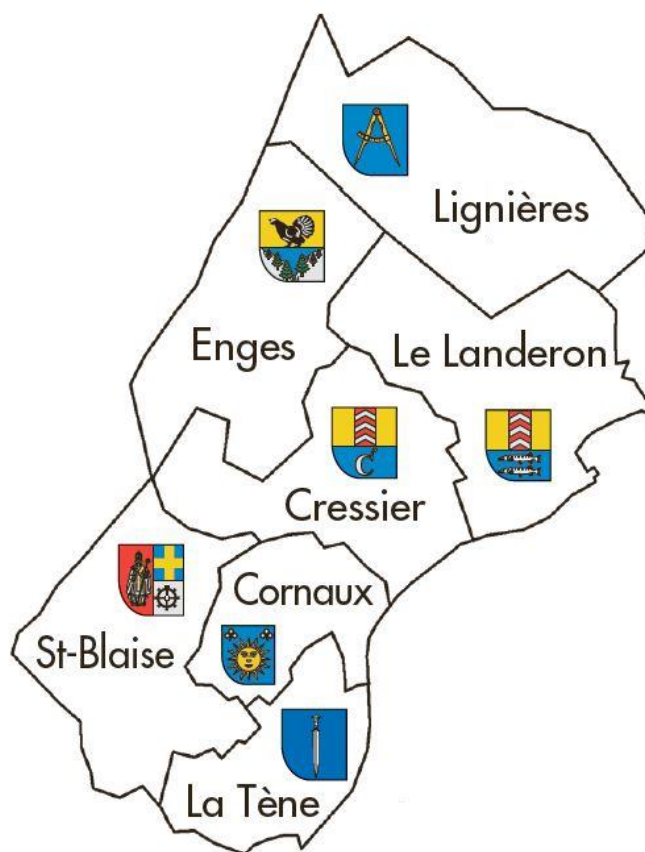 Lignières
Enges
Le Landeron
Cressier
Cornaux
St-Blaise
La Tène